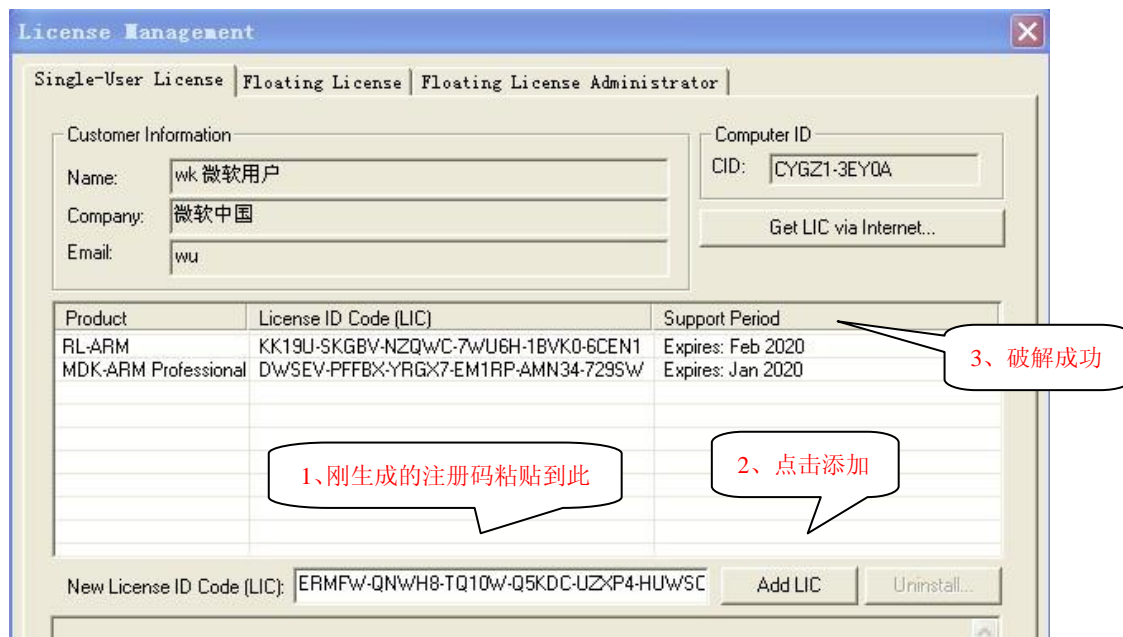 License Management
Single-User License Floating License Floating License Administrator
Customer Information
Name: wk 微软用户
Company: 微软中国
Email: wu
Computer ID
CID: CYGZ1-3EY0A
Get LIC via Internet...
Product License ID Code (LIC) Support Period
RL-ARM KK19U-SKGBV-NZQWC-7WU6H-1BVK0-6CEN1 Expires: Feb 2020
MDK-ARM Professional DWSEV-PFFBX-YRGX7-EM1RP-AMN34-729SW Expires: Jan 2020
3、破解成功
1、刚生成的注册码粘贴到此
2、点击添加
New License ID Code (LIC): ERMFW-QNWH8-TQ10W-Q5KDC-UZXP4-HUWSC Add LIC Uninstall...